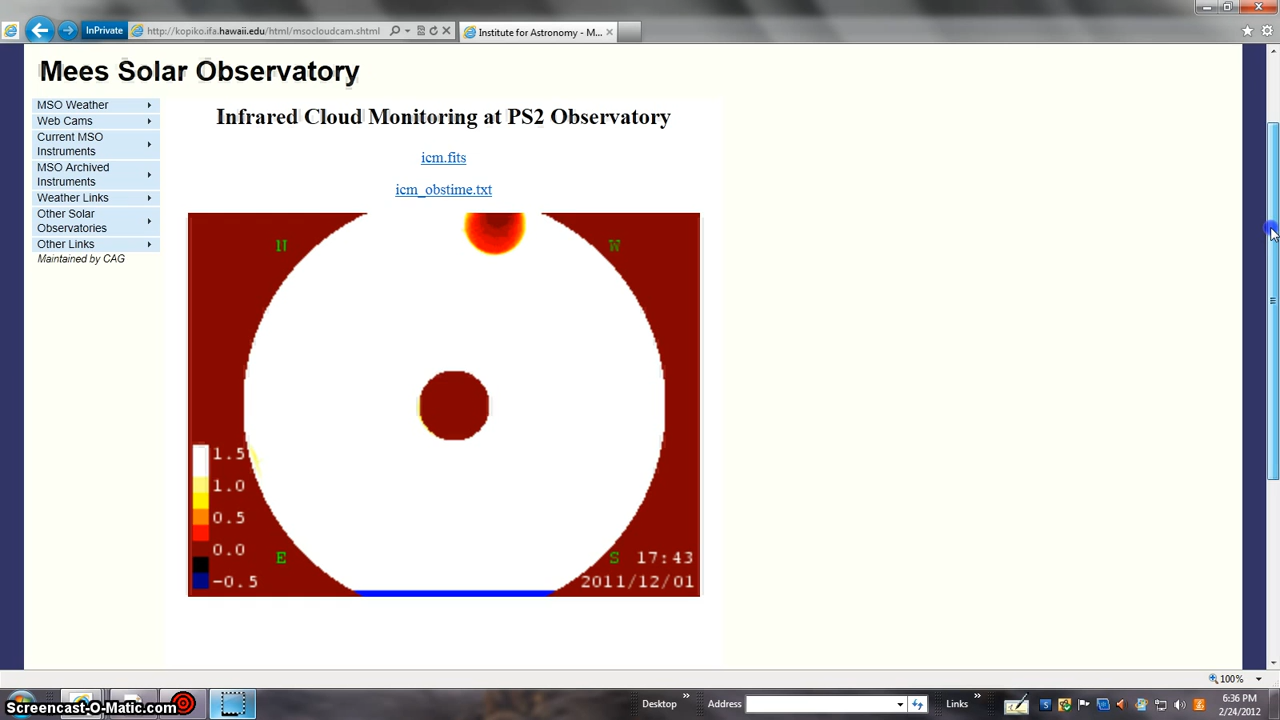 InPrivate
http://kopiko.ifa.hawaii.edu/html/msocloudcam.shtml
Institute for Astronomy - M...
Mees Solar Observatory
MSO Weather
Web Cams
Current MSO
Instruments
MSO Archived
Instruments
Weather Links
Other Solar
Observatories
Other Links
Maintained by CAG
Infrared Cloud Monitoring at PS2 Observatory
icm.fits
icm_obstime.txt
N
W
1.5
1.0
0.5
0.0
-0.5
E
S 17:43
2011/12/01
100%
Screencast-O-Matic.com
Desktop
Address
Links
6:36 PM
2/24/2012